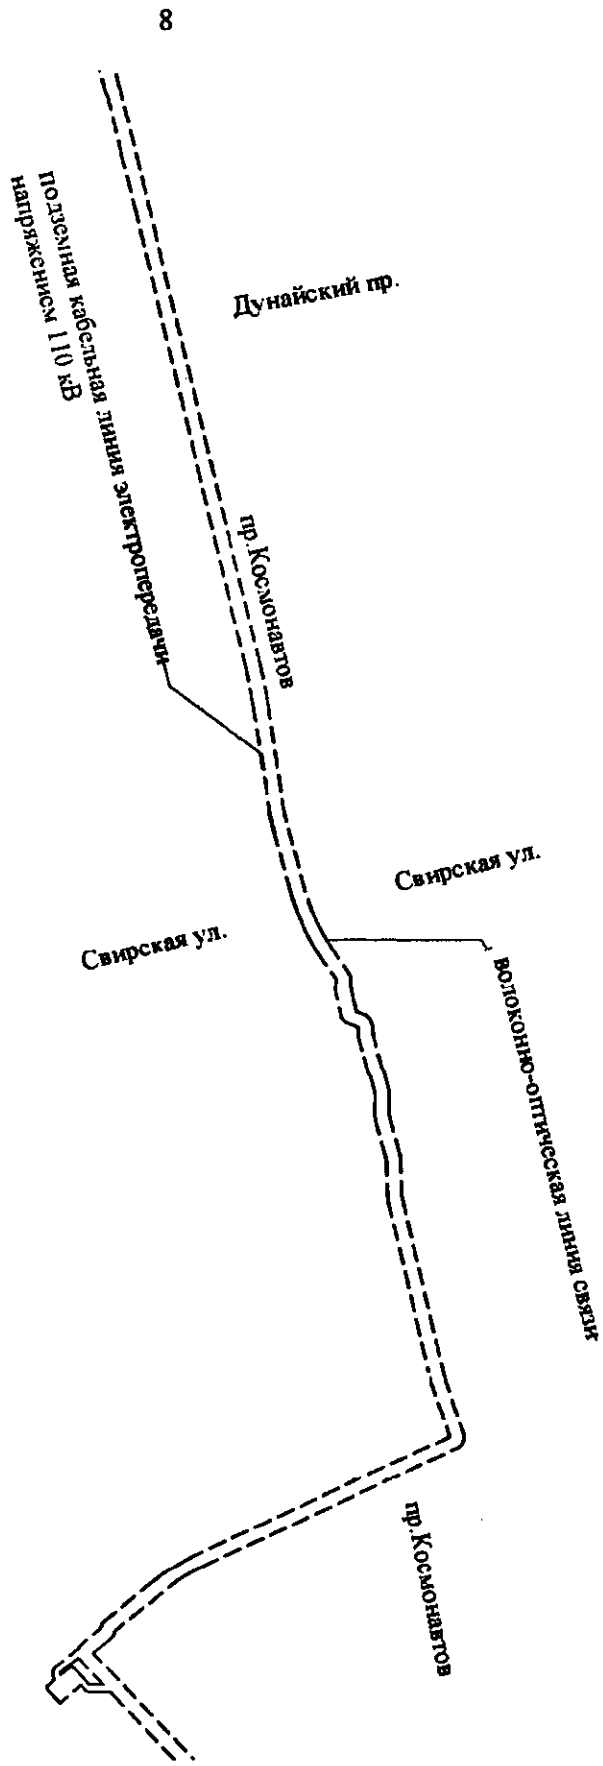 8
Дунайский пр.
подземная кабельная линия электропередачи
напряжением 110 кВ
пр.Космонавтов
Свирская ул.
Свирская ул.
волоконно-оптическая линия связи
пр.Космонавтов